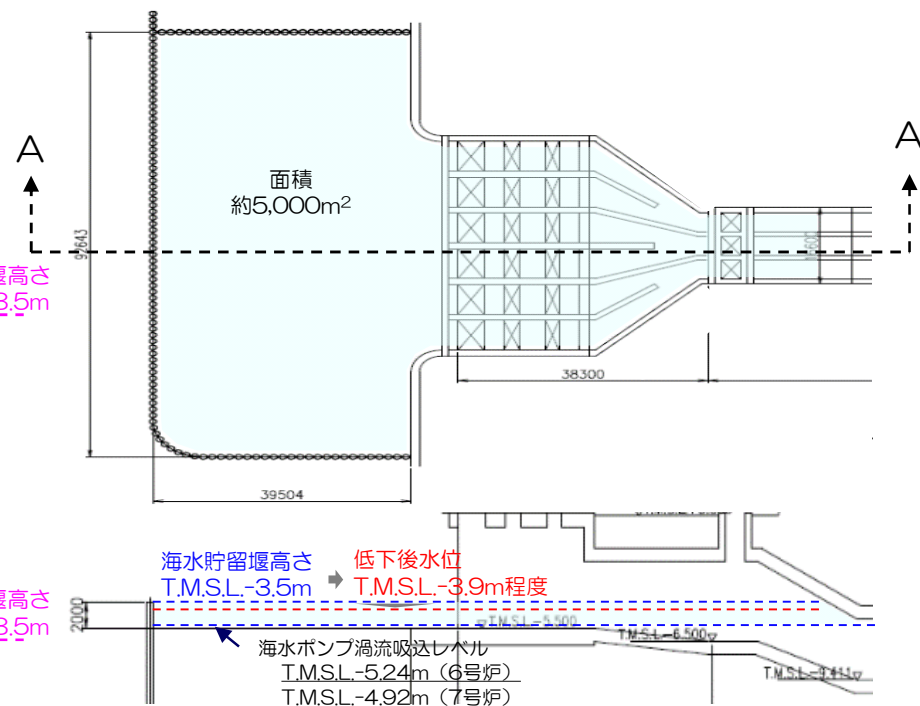 A
A
面積
約5,000m²
92643
堰高さ
3.5m
38300
39504
海水貯留堰高さ
T.M.S.L.-3.5m
低下後水位
T.M.S.L.-3.9m程度
堰高さ
3.5m
2000
T.M.S.L-5.500
海水ポンプ渦流吸込レベル
T.M.S.L-6.500
T.M.S.L.-5.24m（6号炉）
T.M.S.L.-4.92m（7号炉）
T.M.S.L-9.411